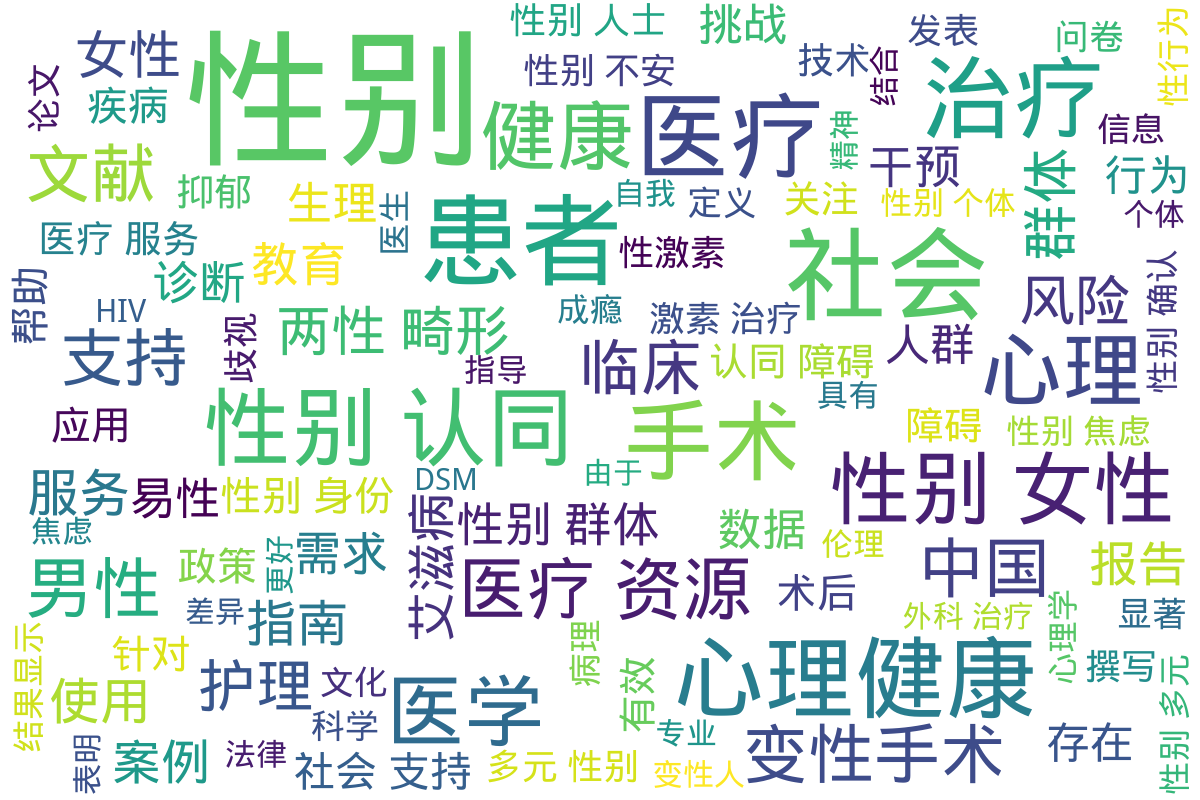 性别 人士
挑战
发表
问卷
性行为
女性
性别
性别 不安
技术
结合
治疗
论文
疾病
健康
医疗
精神
信息
文献
抑郁
生理
医生
患者
自我
定义
干预
关注
性别 个体
群体
行为
个体
医疗 服务
教育
性激素
社会
诊断
帮助
HIV
两性 畸形
成瘾
激素 治疗
风险
性别 确认
支持
歧视
指导
临床
认同 障碍
人群
心理
具有
应用
性别 认同
手术
障碍
性别 焦虑
服务
易性
性别 身份
DSM
由于
性别 女性
焦虑
艾滋病
性别 群体
数据
伦理
男性
政策
更好
需求
医疗 资源
术后
中国
报告
差异
指南
外科 治疗
心理学
显著
结果显示
针对
护理
文化
病理
心理健康
撰写
使用
医学
有效
性别 多元
科学
专业
表明
案例
法律
社会 支持
多元 性别
变性人
变性手术
存在